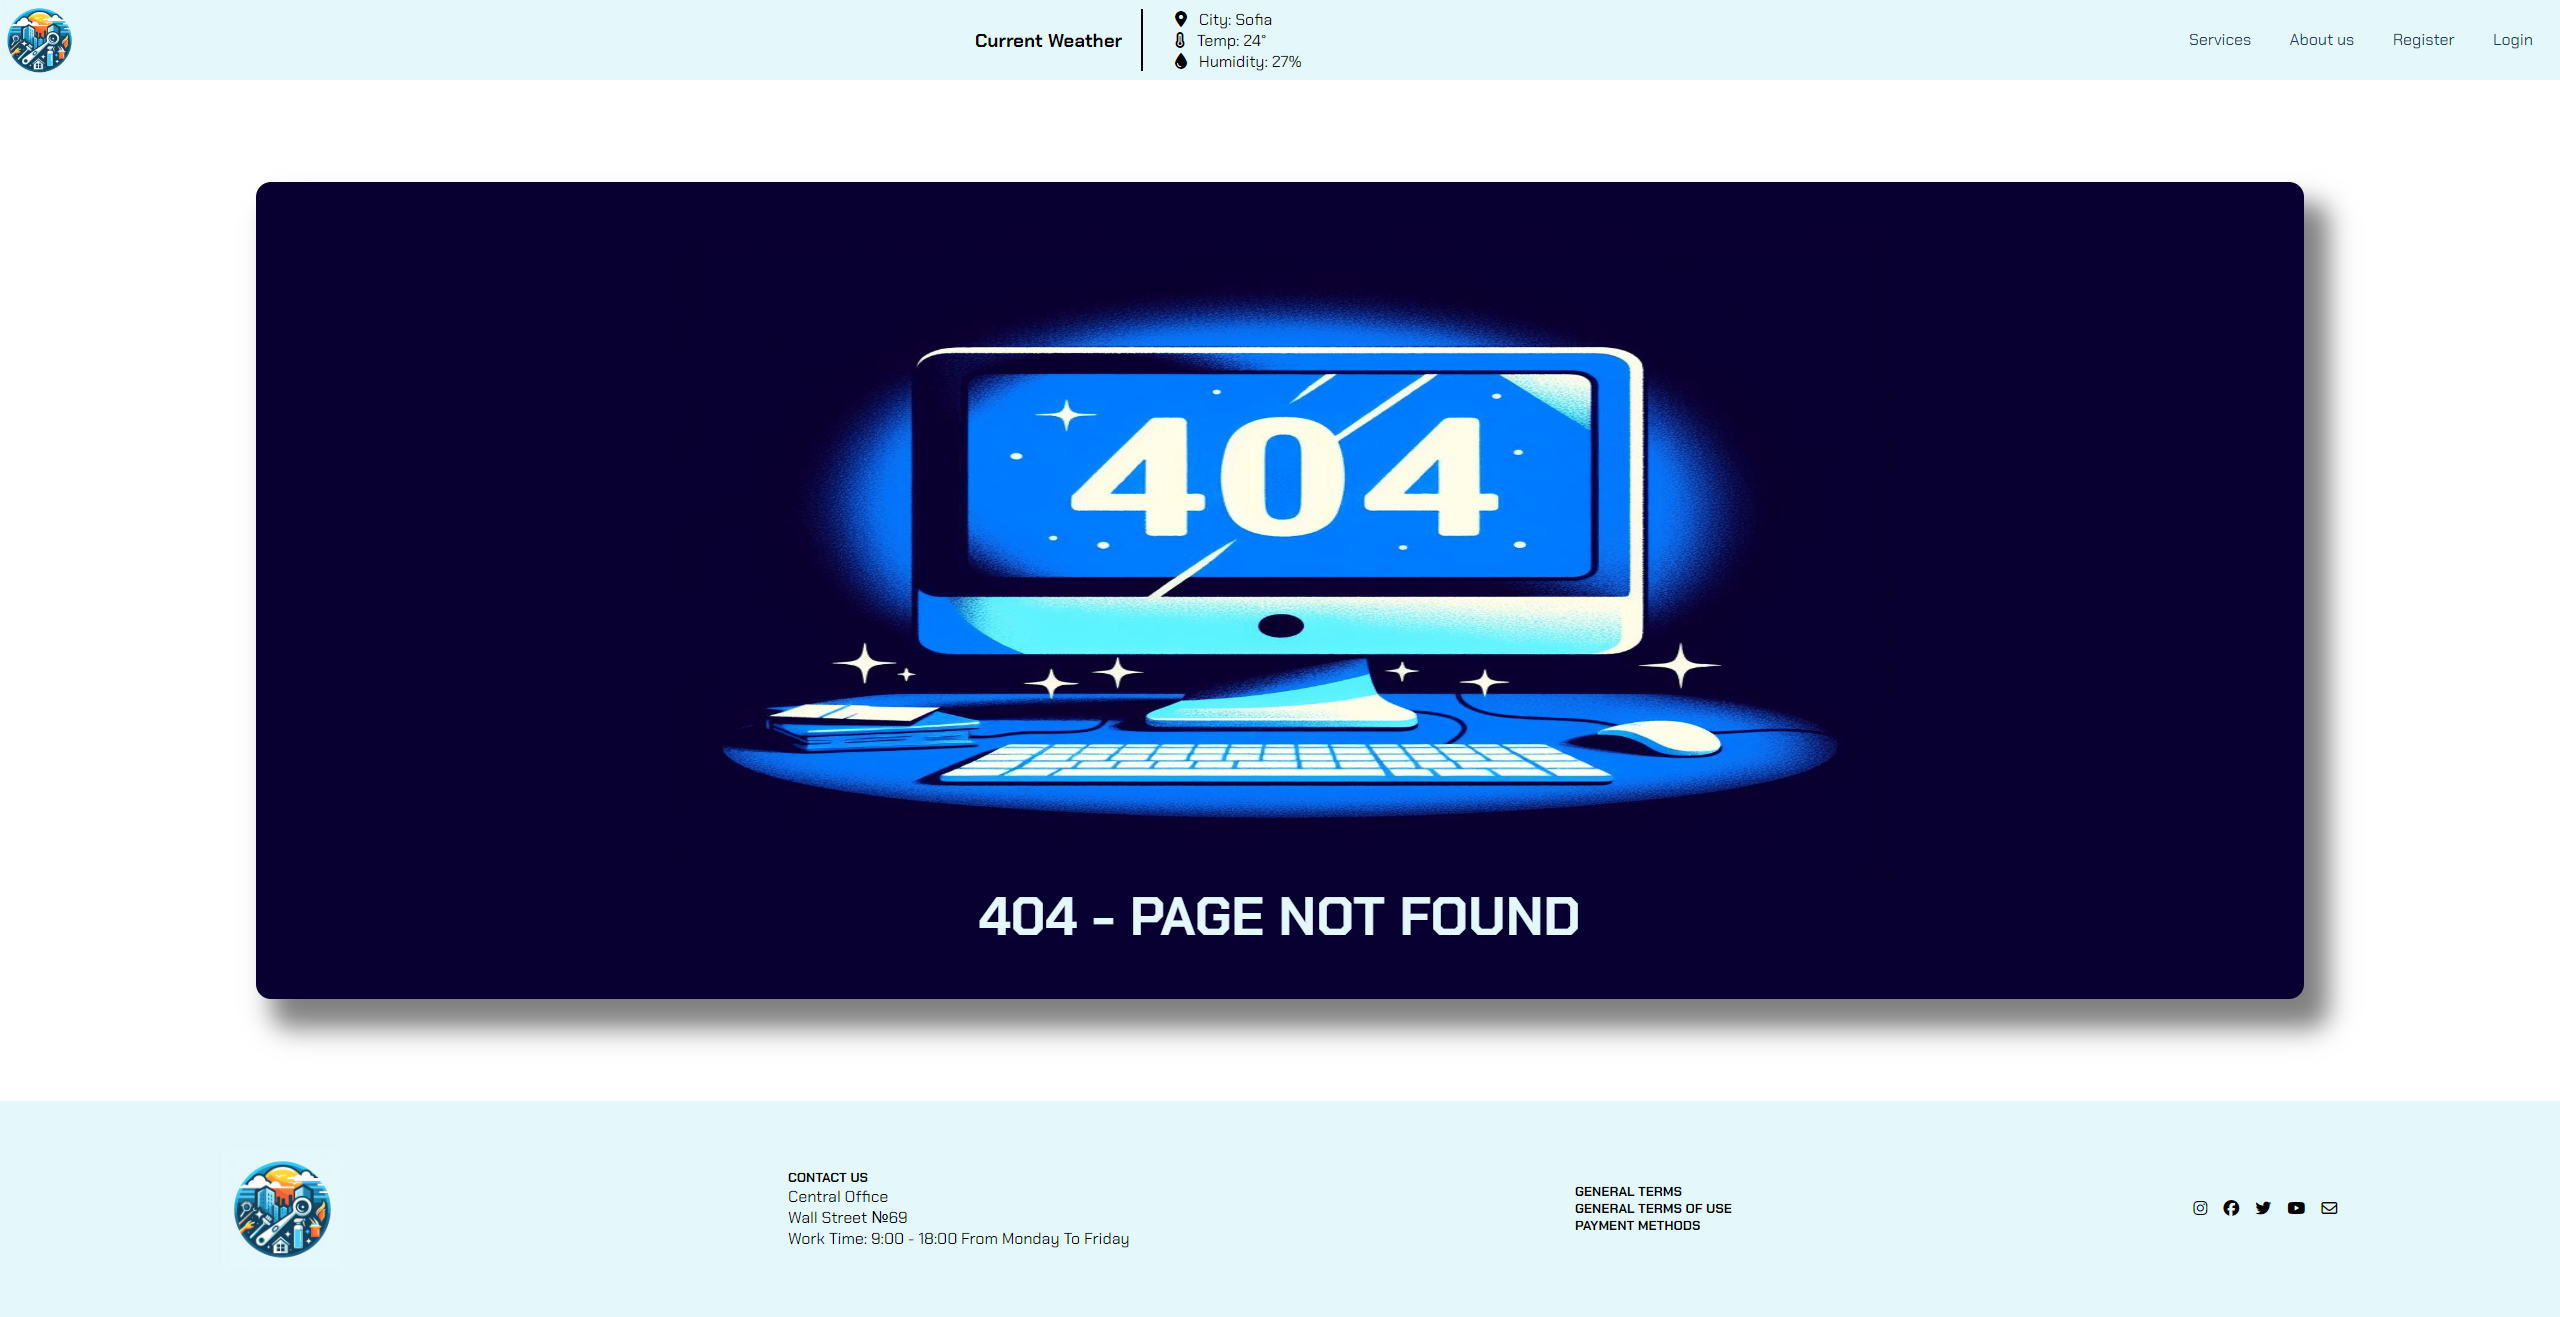 Current Weather
City: Sofia
Temp: 24°
Humidity: 27%
Services
About us
Register
Login
404
404 - PAGE NOT FOUND
CONTACT US
Central Office
Wall Street №69
Work Time: 9:00 - 18:00 From Monday To Friday
GENERAL TERMS
GENERAL TERMS OF USE
PAYMENT METHODS